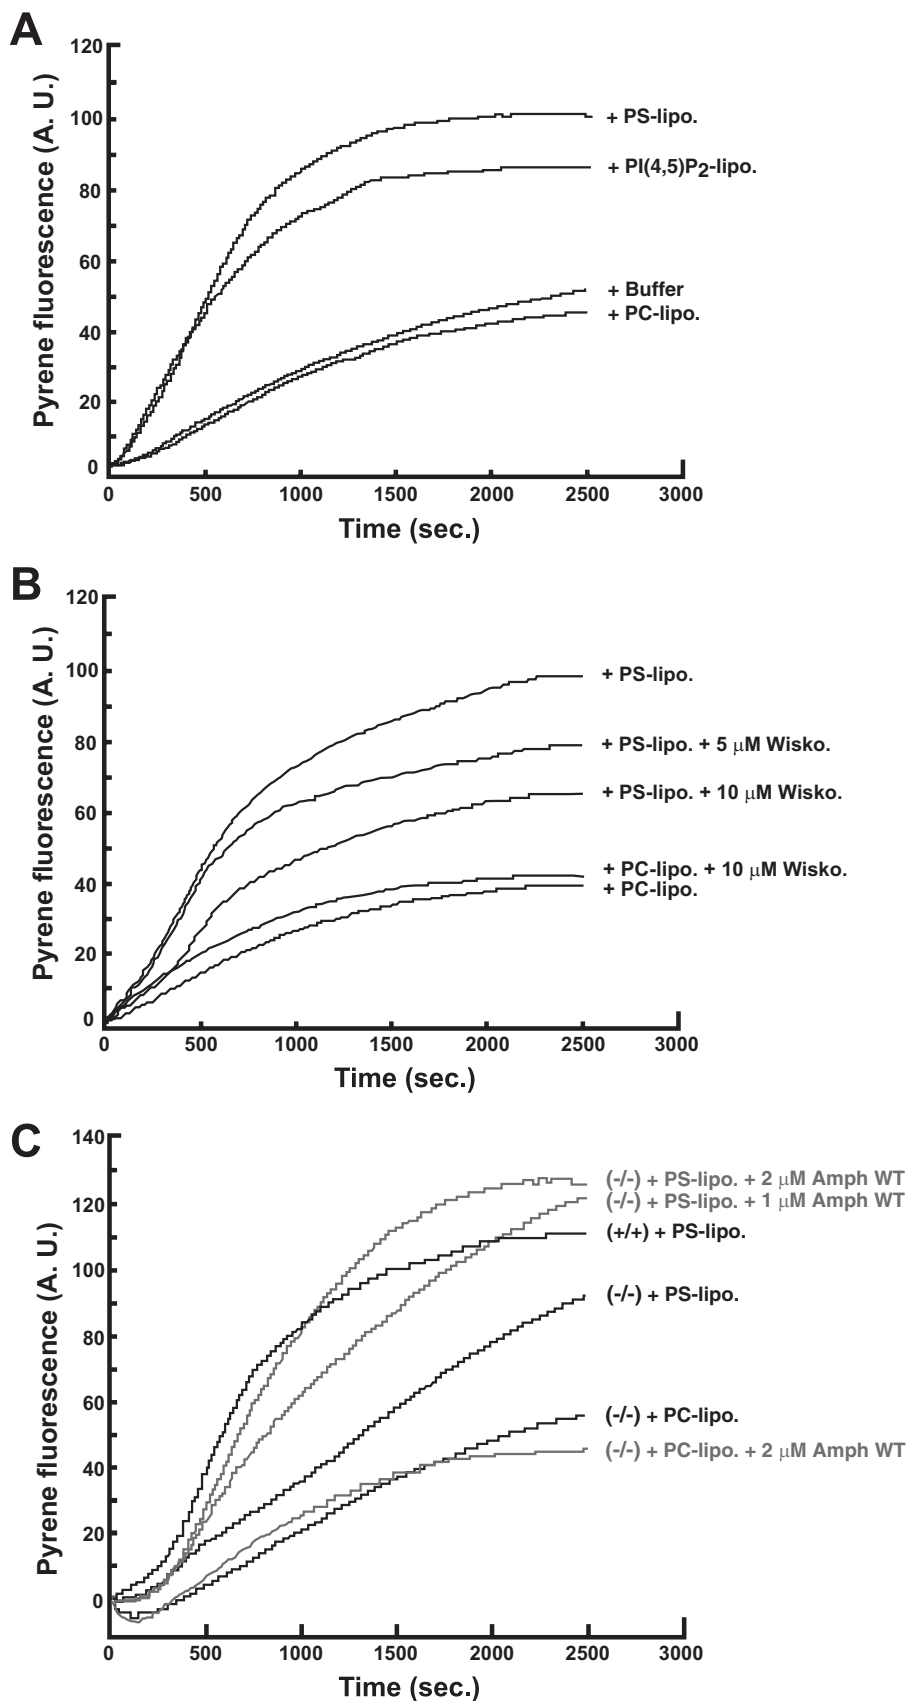 A
120
100
80
60
40
20
0
Pyrene fluorescence (A. U.)
+ PS-lipo.
+ PI(4,5)P2-lipo.
+ Buffer
+ PC-lipo.
0 500 1000 1500 2000 2500 3000
Time (sec.)
B
120
100
80
60
40
20
0
Pyrene fluorescence (A. U.)
+ PS-lipo.
+ PS-lipo. + 5 μM Wisko.
+ PS-lipo. + 10 μM Wisko.
+ PC-lipo. + 10 μM Wisko.
+ PC-lipo.
0 500 1000 1500 2000 2500 3000
Time (sec.)
C
140
120
100
80
60
40
20
0
Pyrene fluorescence (A. U.)
(-/-) + PS-lipo. + 2 μM Amph WT
(-/-) + PS-lipo. + 1 μM Amph WT
(+/+) + PS-lipo.
(-/-) + PS-lipo.
(-/-) + PC-lipo.
(-/-) + PC-lipo. + 2 μM Amph WT
0 500 1000 1500 2000 2500 3000
Time (sec.)